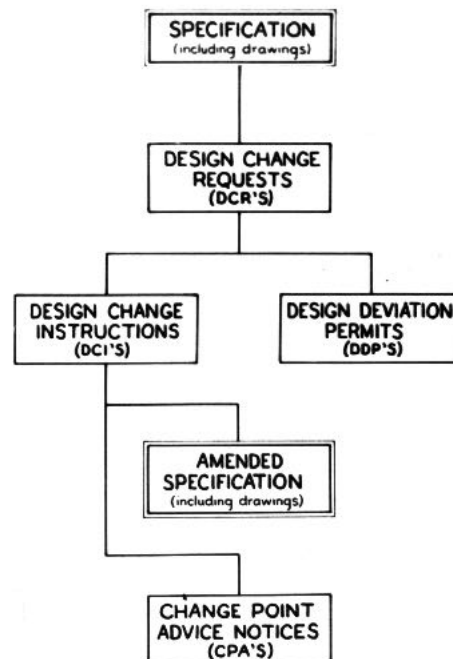 SPECIFICATION
(including drawings)
DESIGN CHANGE
REQUESTS
(DCR'S)
DESIGN CHANGE
INSTRUCTIONS
(DCI'S)
DESIGN DEVIATION
PERMITS
(DDP'S)
AMENDED
SPECIFICATION
(including drawings)
CHANGE POINT
ADVICE NOTICES
(CPA'S)